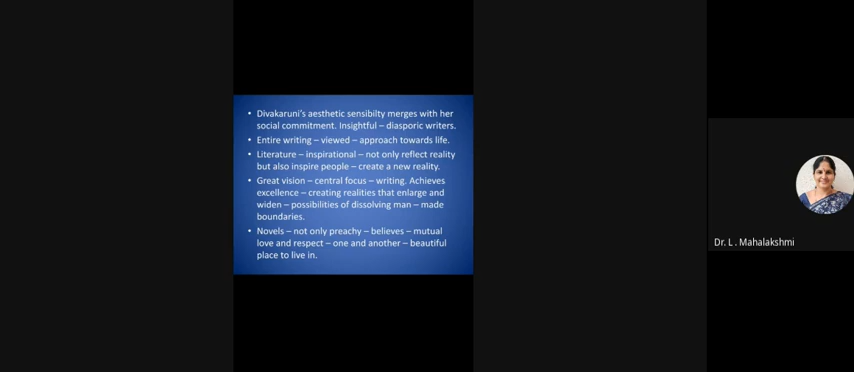 • Divakaruni's aesthetic sensibilty merges with her
social commitment. Insightful – diasporic writers.
• Entire writing – viewed – approach towards life.
• Literature – inspirational – not only reflect reality
but also inspire people – create a new reality.
• Great vision – central focus – writing. Achieves
excellence – creating realities that enlarge and
widen – possibilities of dissolving man – made
boundaries.
• Novels – not only preachy – believes – mutual
love and respect – one and another – beautiful
place to live in.
Dr. L . Mahalakshmi